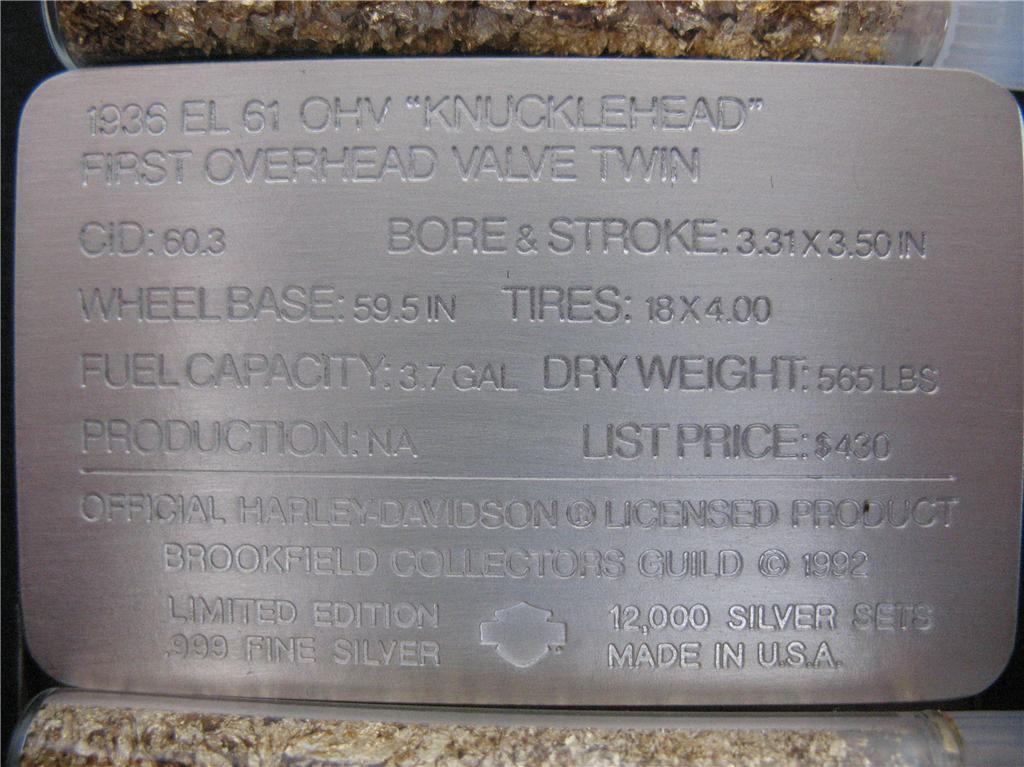 1936 EL 61 OHV "KNUCKLEHEAD"
FIRST OVERHEAD VALVE TWIN
CID: 60.3 BORE & STROKE: 3.31 X 3.50 IN
WHEEL BASE: 59.5 IN TIRES: 18 X 4.00
FUEL CAPACITY: 3.7 GAL DRY WEIGHT: 565 LBS
PRODUCTION: NA LIST PRICE: $430
OFFICIAL HARLEY-DAVIDSON ® LICENSED PRODUCT
BROOKFIELD COLLECTORS GUILD © 1992
LIMITED EDITION 12,000 SILVER SETS
.999 FINE SILVER MADE IN U.S.A.